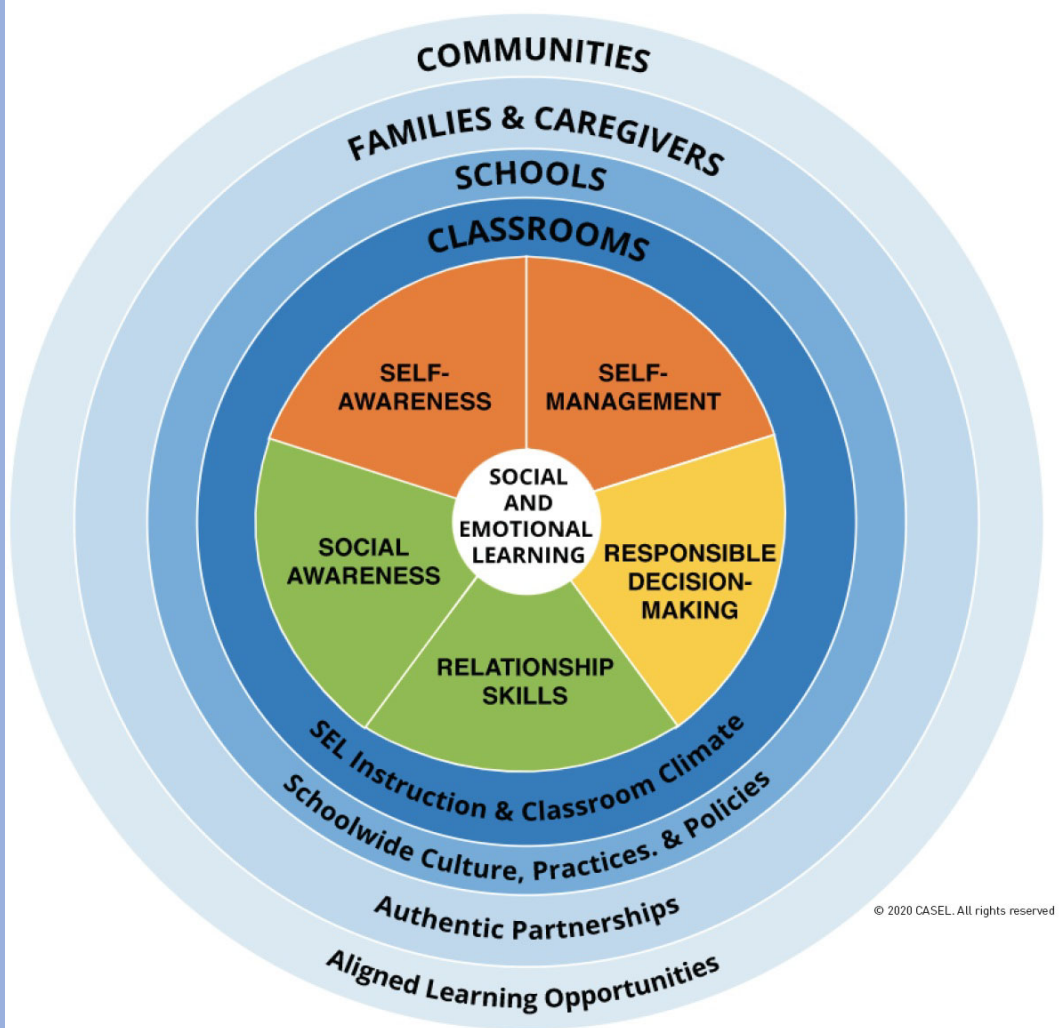 COMMUNITIES
FAMILIES & CAREGIVERS
SCHOOLS
CLASSROOMS
SELF-
AWARENESS
SELF-
MANAGEMENT
SOCIAL
AND
EMOTIONAL
LEARNING
SOCIAL
AWARENESS
RESPONSIBLE
DECISION-
MAKING
RELATIONSHIP
SKILLS
SEL Instruction & Classroom Climate
Schoolwide Culture, Practices. & Policies
Authentic Partnerships
Aligned Learning Opportunities
© 2020 CASEL. All rights reserved